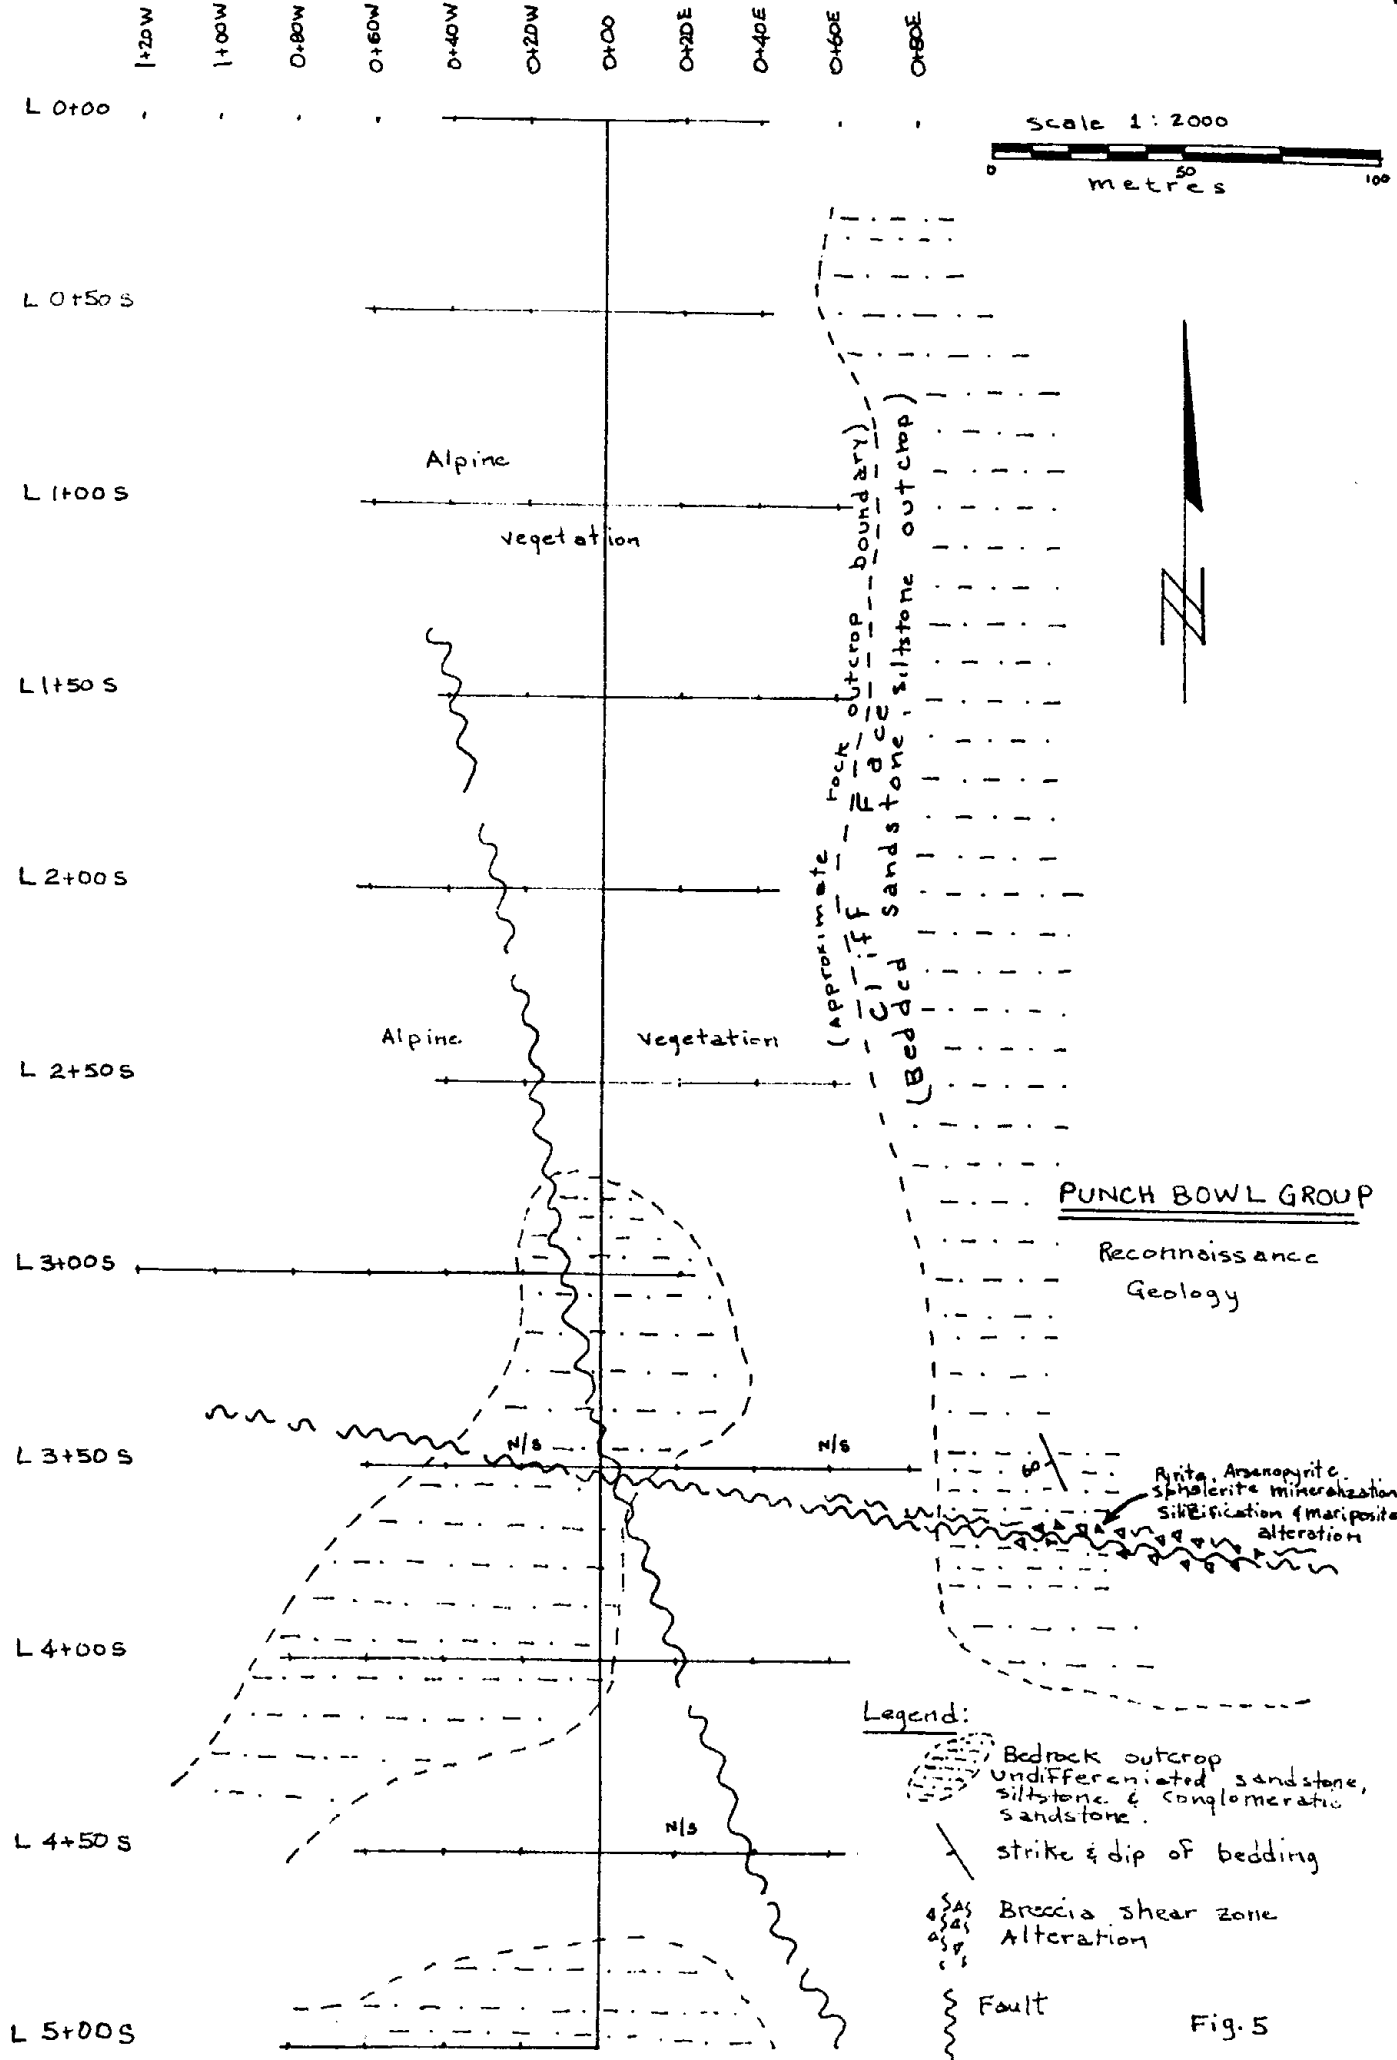 1+20W
1+00W
0+80W
0+60W
0+40W
0+20W
0+00
0+20E
0+40E
0+60E
0+80E
L 0+00
Scale 1 : 2000
0 50 100
metres
L 0+50 S
Alpine
L 1+00 S
vegetation
(Approximate rock outcrop boundary)
Cliff Face
(Bedded sandstone, siltstone outcrop)
N
L 1+50 S
L 2+00 S
Alpine vegetation
L 2+50 S
PUNCH BOWL GROUP
Reconnaissance
Geology
L 3+00 S
L 3+50 S
N/S
N/S
60
Pyrite, Arsenopyrite
Sphalerite mineralization
Silicification & mariposite
alteration
L 4+00 S
Legend:
Bedrock outcrop
undiffereniated sandstone,
siltstone & conglomeratic
sandstone.
L 4+50 S
N/S
strike & dip of bedding
Breccia shear zone
Alteration
Fault
L 5+00 S
Fig. 5